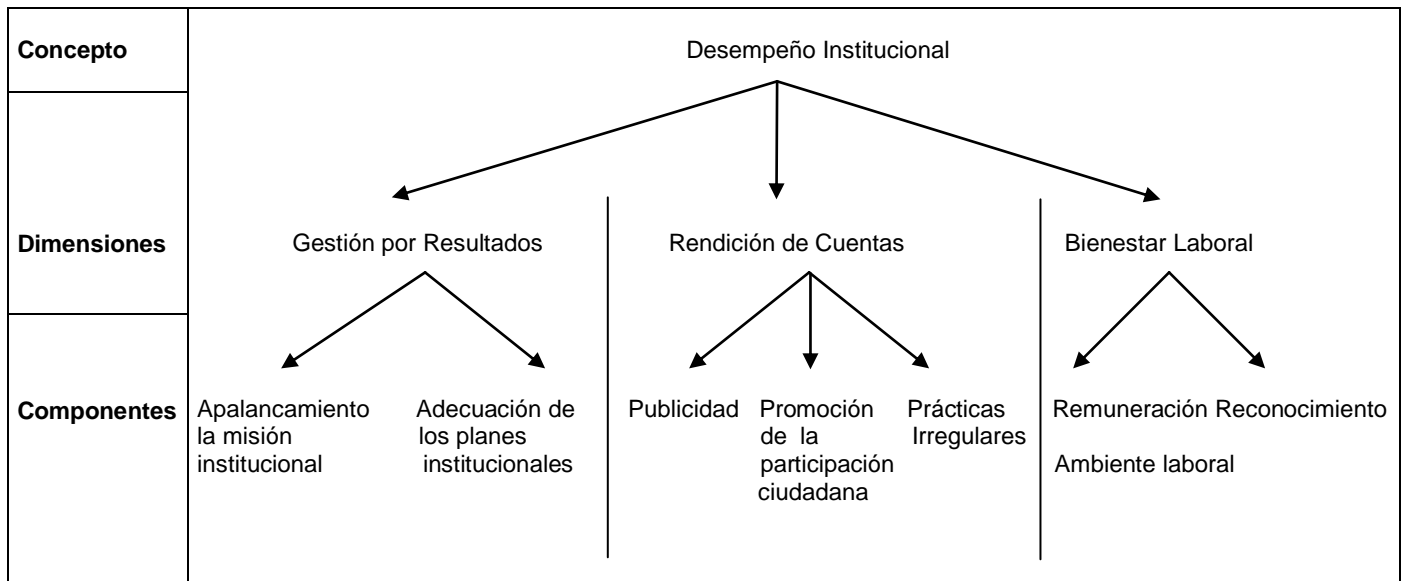 Concepto
Desempeño Institucional
Dimensiones
Gestión por Resultados
Rendición de Cuentas
Bienestar Laboral
Componentes
Apalancamiento
la misión
institucional
Adecuación de
los planes
institucionales
Publicidad
Promoción
de la
participación
ciudadana
Prácticas
Irregulares
Remuneración Reconocimiento
Ambiente laboral